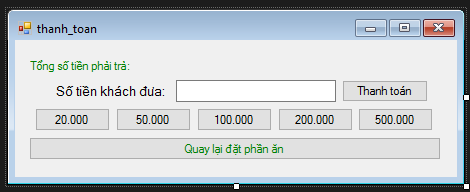 thanh_toan
Tổng số tiền phải trả:
Số tiền khách đưa: Thanh toán
20.000 50.000 100.000 200.000 500.000
Quay lại đặt phần ăn